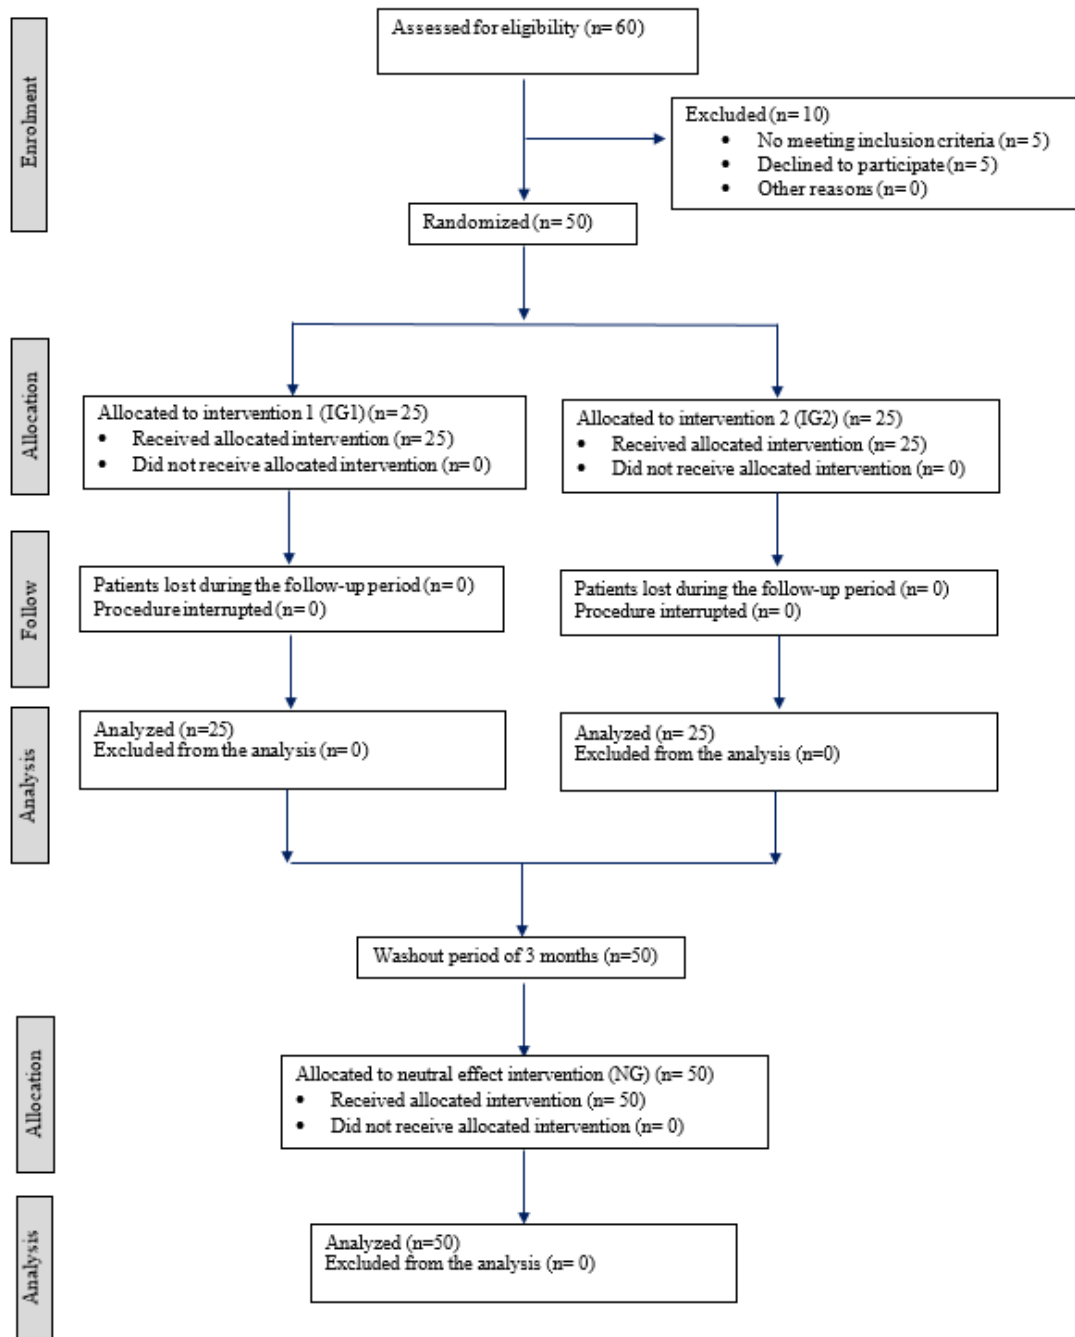 Enrolment
Assessed for eligibility (n= 60)
Excluded (n= 10)
• No meeting inclusion criteria (n= 5)
• Declined to participate (n= 5)
• Other reasons (n= 0)
Randomized (n= 50)
Allocation
Allocated to intervention 1 (IG1) (n= 25)
• Received allocated intervention (n= 25)
• Did not receive allocated intervention (n= 0)
Allocated to intervention 2 (IG2) (n= 25)
• Received allocated intervention (n= 25)
• Did not receive allocated intervention (n= 0)
Follow
Patients lost during the follow-up period (n= 0)
Procedure interrupted (n= 0)
Patients lost during the follow-up period (n= 0)
Procedure interrupted (n= 0)
Analysis
Analyzed (n=25)
Excluded from the analysis (n= 0)
Analyzed (n= 25)
Excluded from the analysis (n=0)
Washout period of 3 months (n=50)
Allocation
Allocated to neutral effect intervention (NG) (n= 50)
• Received allocated intervention (n= 50)
• Did not receive allocated intervention (n= 0)
Analysis
Analyzed (n=50)
Excluded from the analysis (n= 0)